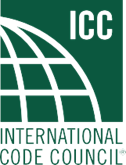 ICC
INTERNATIONAL
CODE COUNCIL